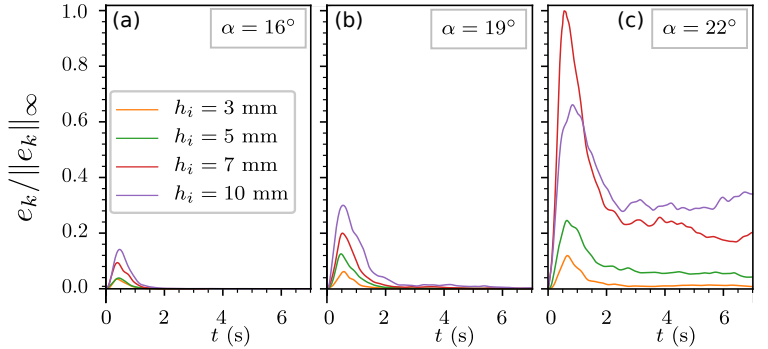 (a) α = 16°
(b) α = 19°
(c) α = 22°
1.0
0.8
0.6
0.4
0.2
0.0
e_k/‖e_k‖_∞
h_i = 3 mm
h_i = 5 mm
h_i = 7 mm
h_i = 10 mm
0 2 4 6
0 2 4 6
0 2 4 6
t (s)
t (s)
t (s)